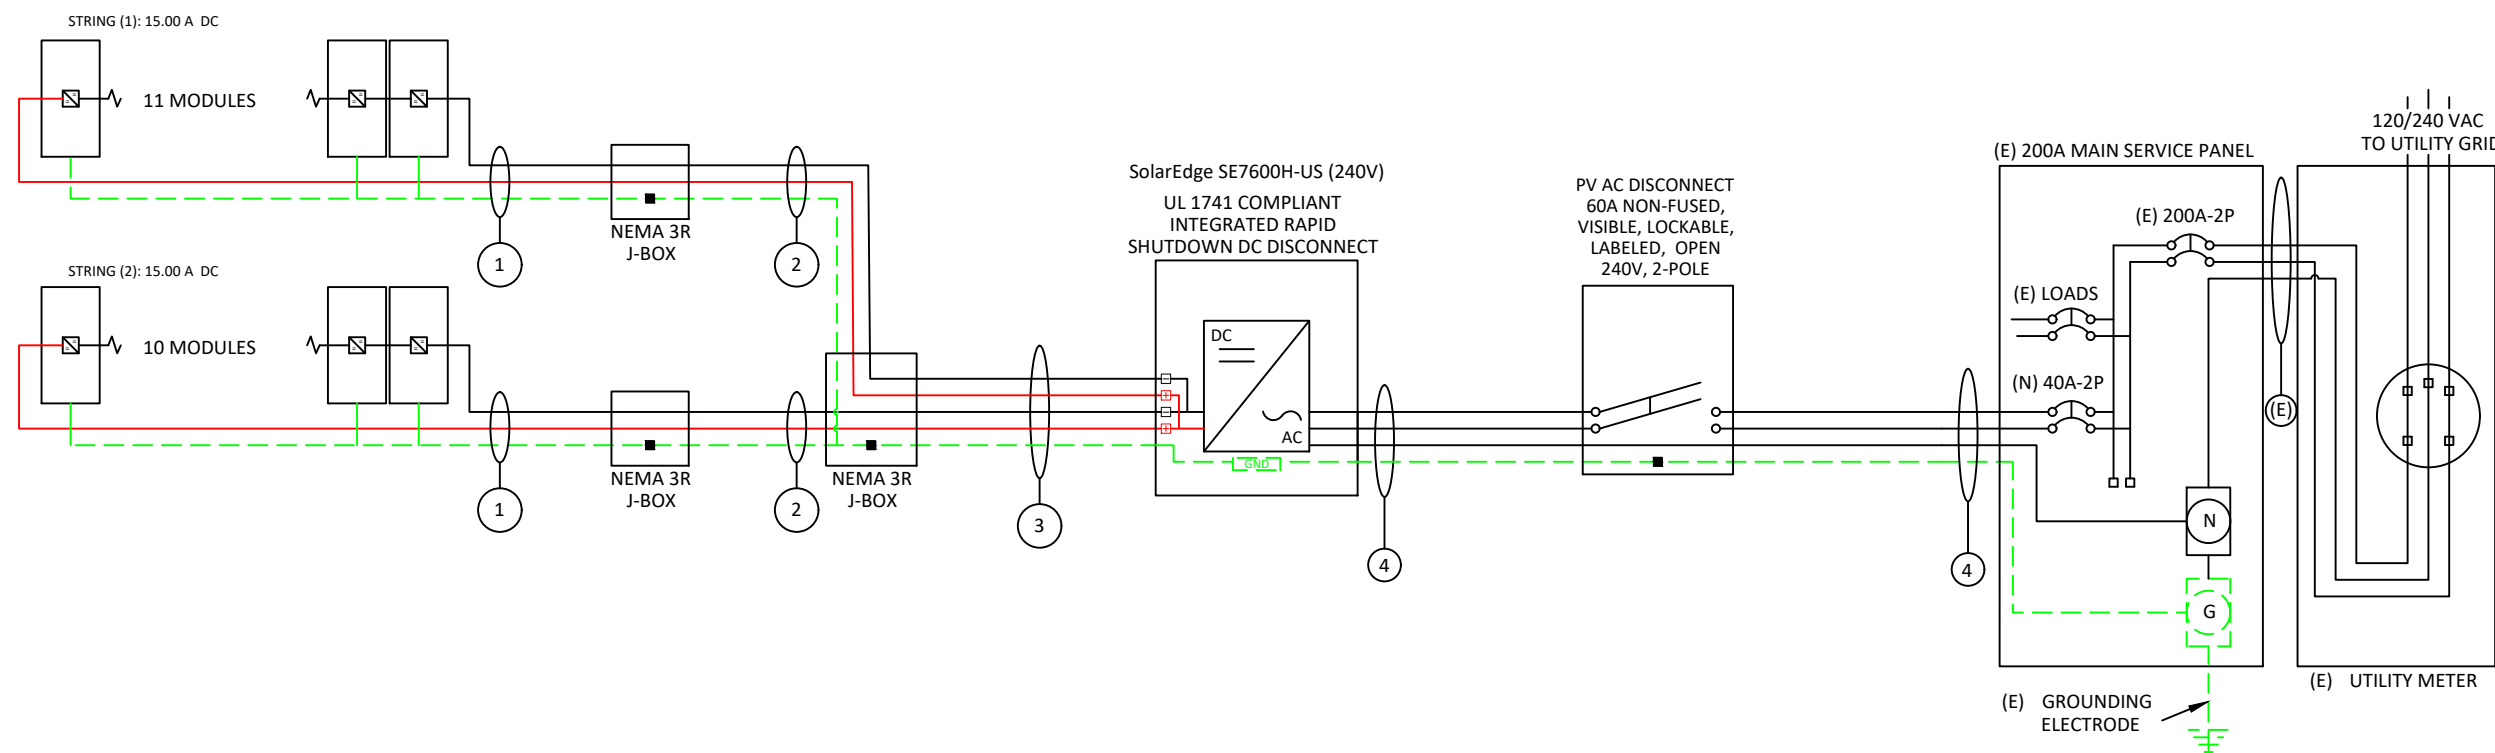 STRING (1): 15.00 A  DC
11 MODULES
NEMA 3R
J-BOX
1
2
STRING (2): 15.00 A  DC
10 MODULES
NEMA 3R
J-BOX
1
2
NEMA 3R
J-BOX
3
SolarEdge SE7600H-US (240V)
UL 1741 COMPLIANT
INTEGRATED RAPID
SHUTDOWN DC DISCONNECT
DC
AC
GND
4
PV AC DISCONNECT
60A NON-FUSED,
VISIBLE, LOCKABLE,
LABELED,  OPEN
240V, 2-POLE
4
(E) 200A MAIN SERVICE PANEL
(E) 200A-2P
(E) LOADS
(N) 40A-2P
N
G
(E)
120/240 VAC
TO UTILITY GRID
(E)    UTILITY METER
(E)    GROUNDING
ELECTRODE